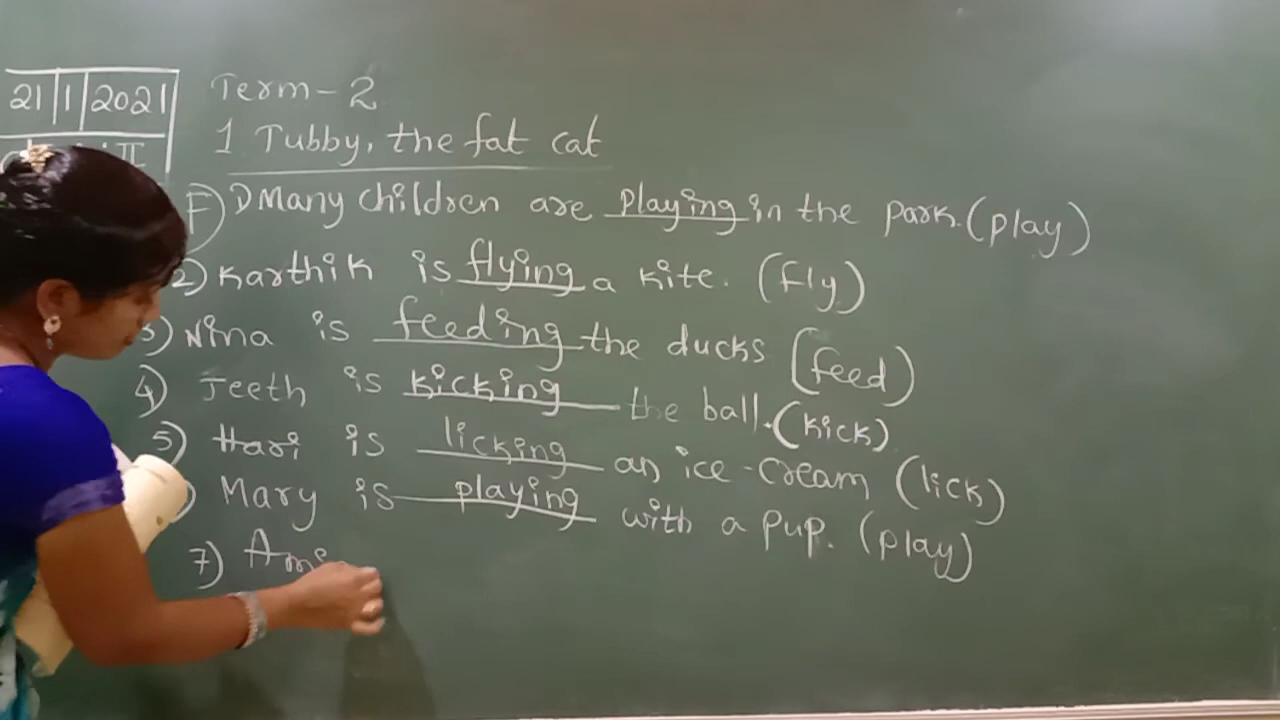 21 1 2021
Term-2
1 Tubby, the fat cat
II
F) 1) Many children are playing in the park. (play)
2) Karthik is flying a kite. (fly)
3) Nina is feeding the ducks (feed)
4) Jeeth is kicking the ball. (kick)
5) Hari is licking an ice-cream (lick)
) Mary is playing with a pup. (play)
7) Ami